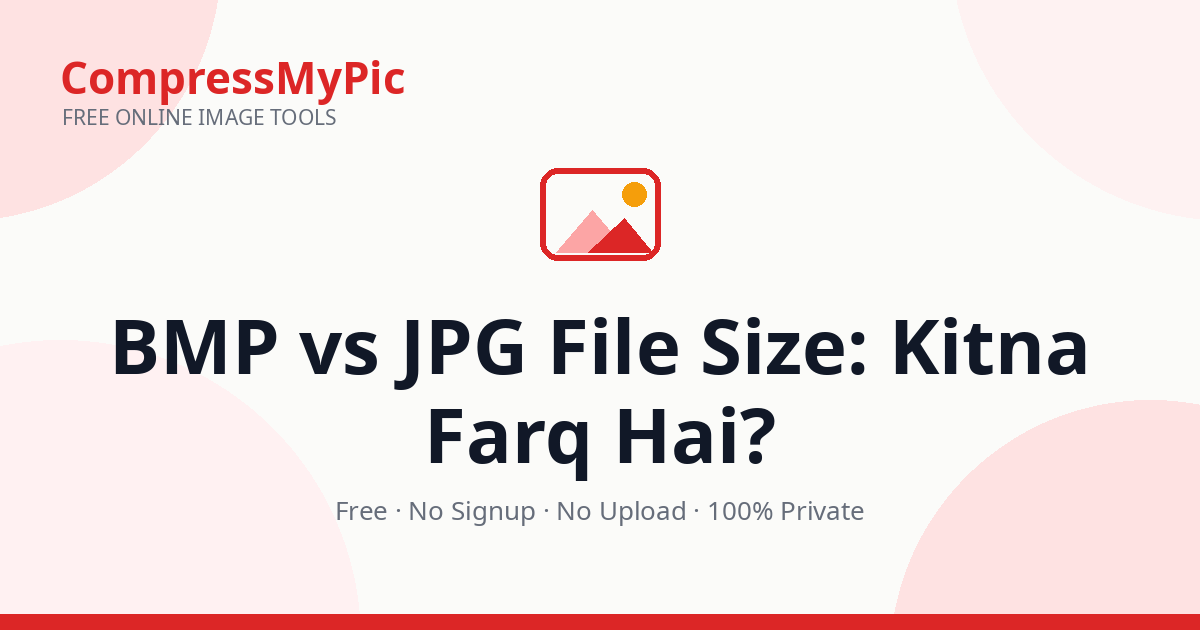 CompressMyPic
FREE ONLINE IMAGE TOOLS
BMP vs JPG File Size: Kitna
Farq Hai?
Free · No Signup · No Upload · 100% Private